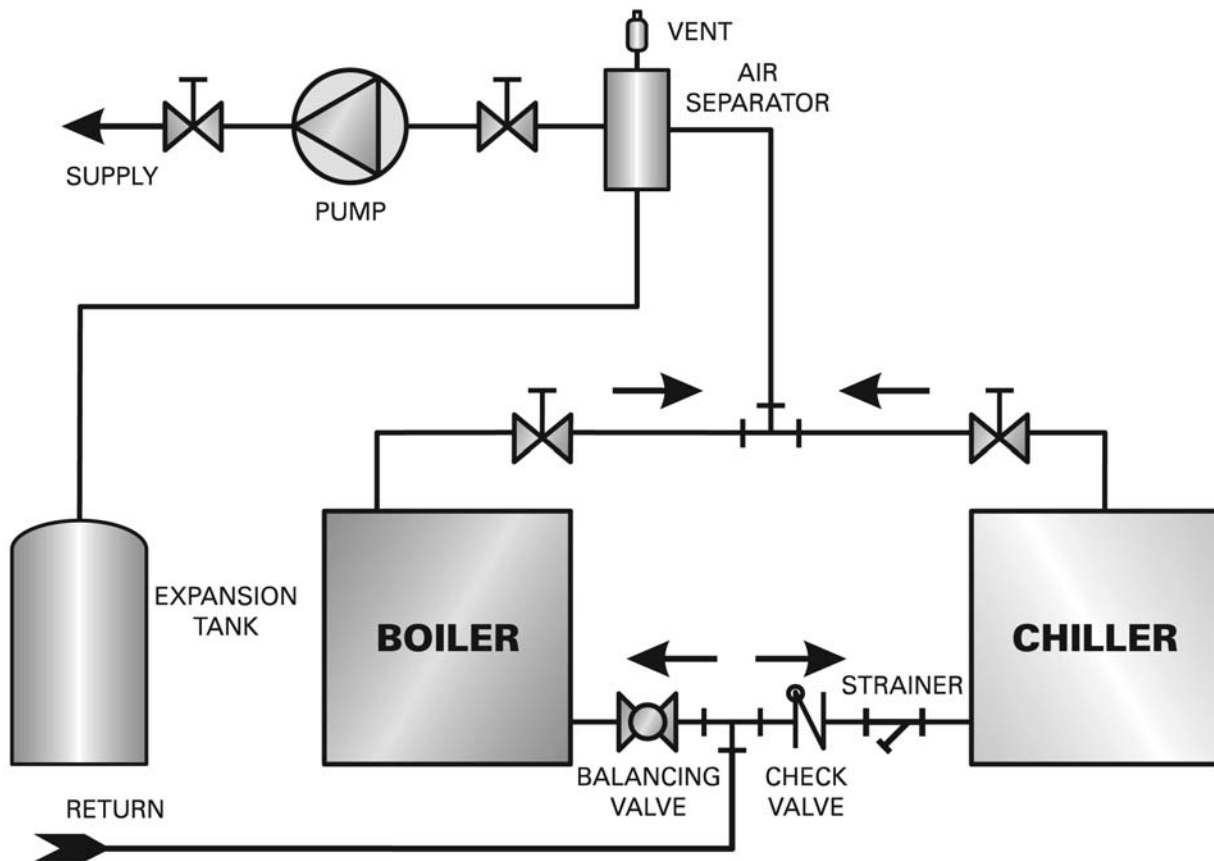 VENT
AIR
SEPARATOR
SUPPLY
PUMP
EXPANSION
TANK
BOILER
CHILLER
STRAINER
BALANCING
VALVE
CHECK
VALVE
RETURN